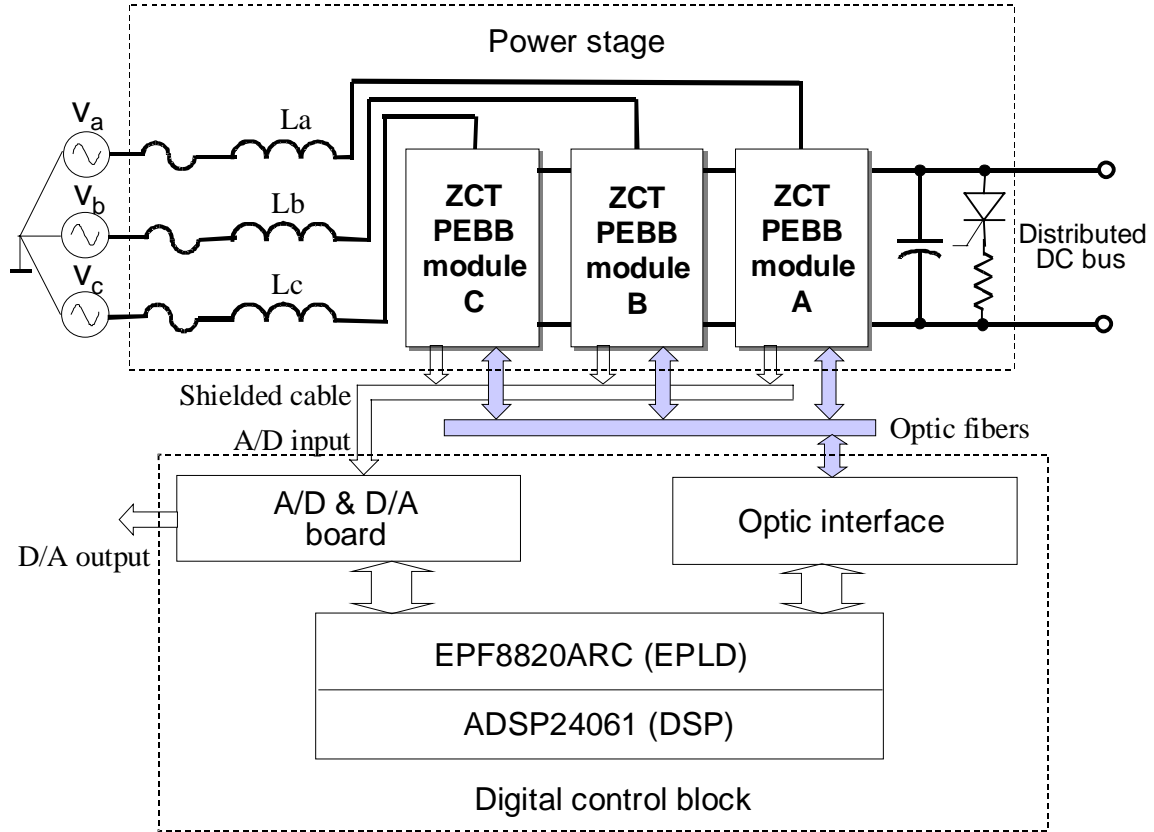 Power stage
Va
La
Vb
Lb
Vc
Lc
ZCT
PEBB
module
C
ZCT
PEBB
module
B
ZCT
PEBB
module
A
Distributed
DC bus
Shielded cable
A/D input
Optic fibers
A/D & D/A
board
Optic interface
D/A output
EPF8820ARC (EPLD)
ADSP24061 (DSP)
Digital control block